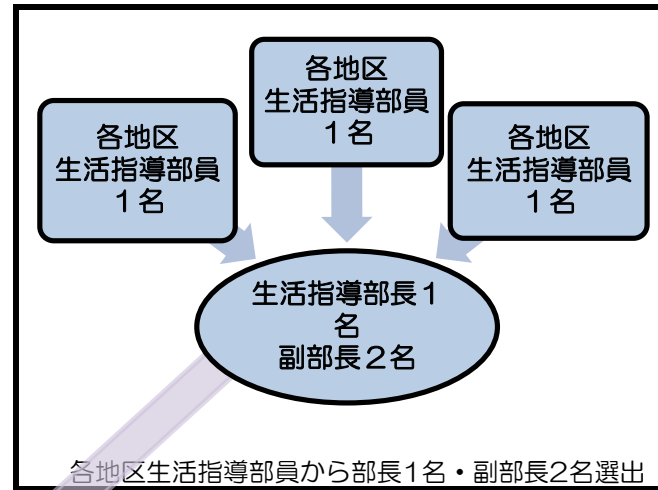 各地区
生活指導部員
１名
各地区
生活指導部員
１名
各地区
生活指導部員
１名
生活指導部長１
名
副部長２名
各地区生活指導部員から部長1名・副部長2名選出